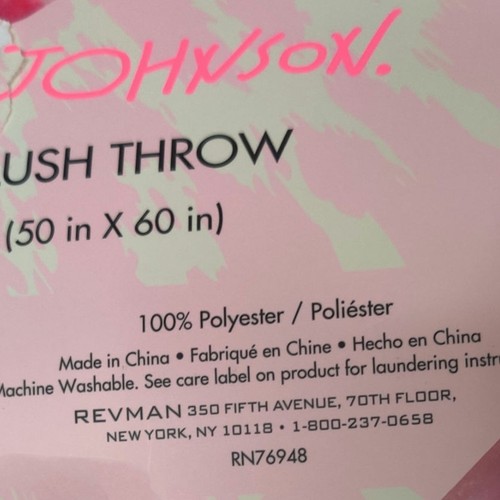 JOHNSON.
THROW
(50 in X 60 in)
100% Polyester / Poliéster
Made in China • Fabriqué en Chine • Hecho en China
Machine Washable. See care label on product for laundering
REVMAN 350 FIFTH AVENUE, 70TH FLOOR,
NEW YORK, NY 10118 • 1-800-237-0658
RN76948